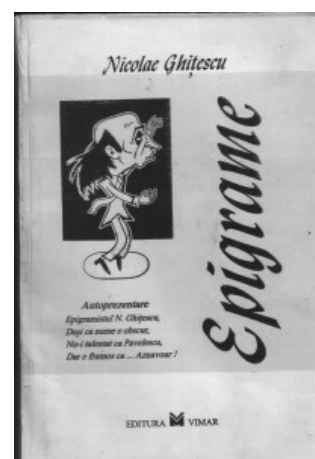 Nicolae Ghițescu
Epigrame
Autoprezentare
Epigramistul N. Ghițescu,
Deși ca nume e obscur,
Nu-i talentat ca Pavelescu,
Dar e frumos ca ... Aznavour !
EDITURA VIMAR